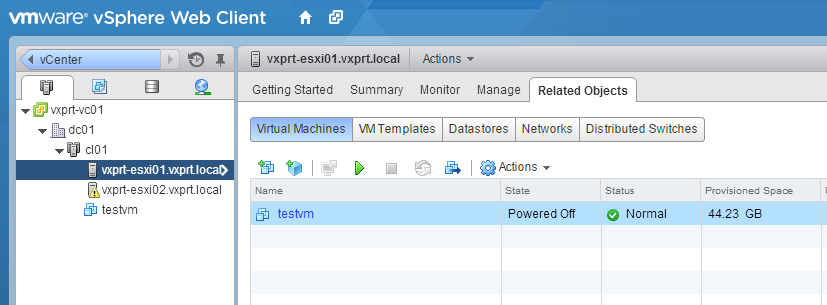 vmware® vSphere Web Client
vCenter
vxprt-vc01
dc01
cl01
vxprt-esxi01.vxprt.local
vxprt-esxi02.vxprt.local
testvm
vxprt-esxi01.vxprt.local Actions
Getting Started Summary Monitor Manage Related Objects
Virtual Machines VM Templates Datastores Networks Distributed Switches
Actions
Name State Status Provisioned Space
testvm Powered Off Normal 44.23 GB